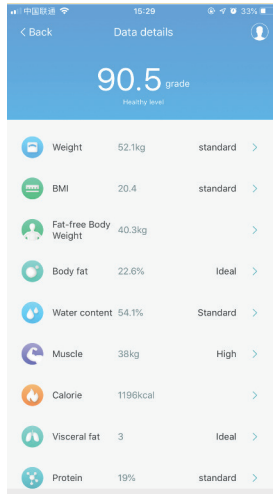 中国联通 15:29 33%
< Back Data details
90.5 grade
Healthy level
Weight 52.1kg standard >
BMI 20.4 standard >
Fat-free Body
Weight 40.3kg >
Body fat 22.6% Ideal >
Water content 54.1% Standard >
Muscle 38kg High >
Calorie 1196kcal >
Visceral fat 3 Ideal >
Protein 19% standard >